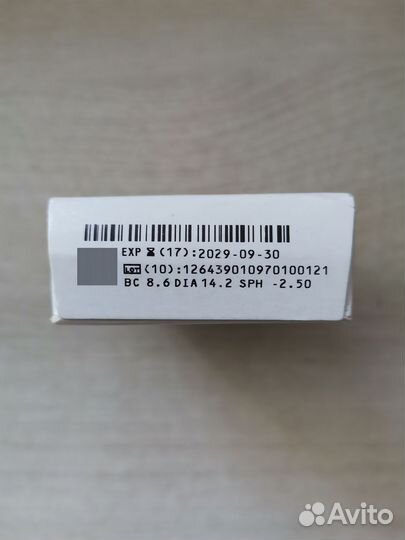 EXP (17):2029-09-30
LOT (10):126439010970100121
BC 8.6 DIA 14.2 SPH -2.50
Avito